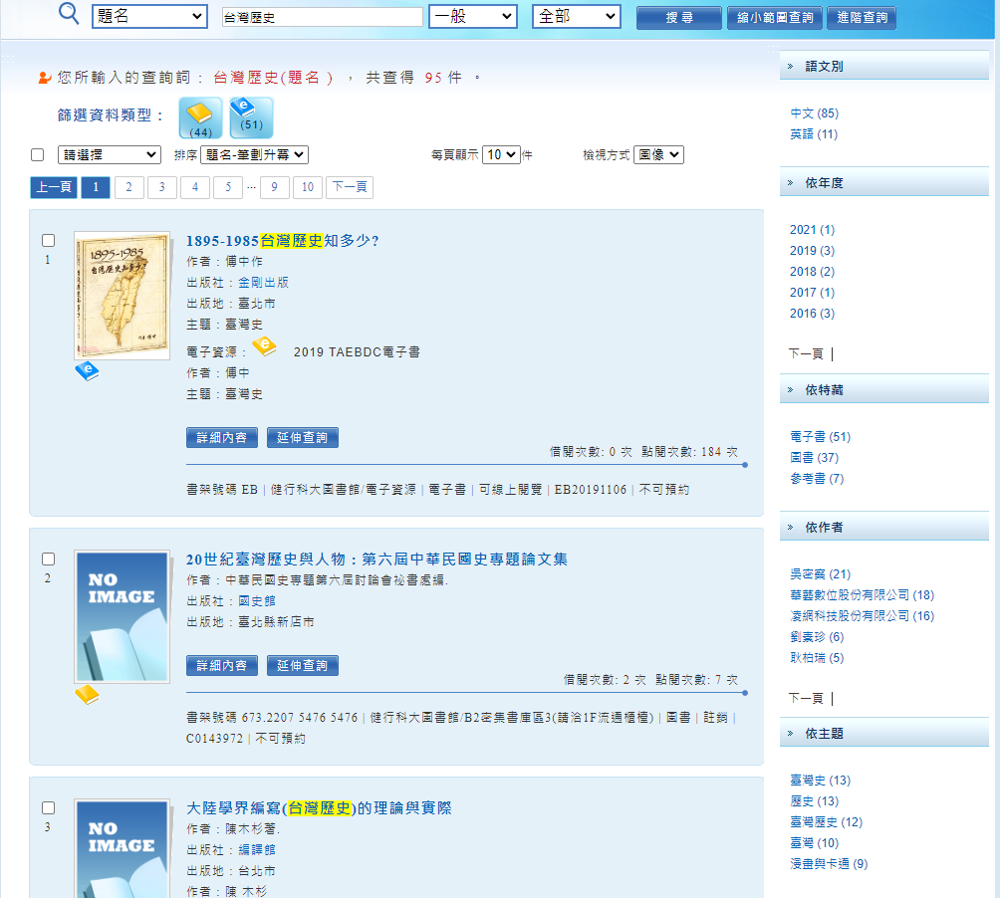 題名 台灣歷史 一般 全部 搜尋 縮小範圍查詢 進階查詢
您所輸入的查詢詞： 台灣歷史(題名 ) ， 共查得 95 件 。
篩選資料類型：
(44) (51)
請選擇 排序 題名-筆劃升冪 每頁顯示 10 件 檢視方式 圖像
上一頁 1 2 3 4 5 ... 9 10 下一頁
1
1895-1985
台灣歷史知多少?
1895-1985台灣歷史知多少?
作者：傅中作
出版社：金剛出版
出版地：臺北市
主題：臺灣史
電子資源： 2019 TAEBDC電子書
作者：傅中
主題：臺灣史
詳細內容 延伸查詢
借閱次數: 0 次 點閱次數: 184 次
書架號碼 EB | 健行科大圖書館/電子資源 | 電子書 | 可線上閱覽 | EB20191106 | 不可預約
2
NO
IMAGE
20世紀臺灣歷史與人物：第六屆中華民國史專題論文集
作者：中華民國史專題第六屆討論會祕書處編.
出版社：國史館
出版地：臺北縣新店市
詳細內容 延伸查詢
借閱次數: 2 次 點閱次數: 7 次
書架號碼 673.2207 5476 5476 | 健行科大圖書館/B2密集書庫區3(請洽1F流通櫃檯) | 圖書 | 註銷 |
C0143972 | 不可預約
3
NO
IMAGE
大陸學界編寫(台灣歷史)的理論與實際
作者：陳木杉著.
出版社：編譯館
出版地：台北市
作者：陳 木杉
» 語文別
中文 (85)
英語 (11)
» 依年度
2021 (1)
2019 (3)
2018 (2)
2017 (1)
2016 (3)
下一頁 |
» 依特藏
電子書 (51)
圖書 (37)
參考書 (7)
» 依作者
吳密察 (21)
華藝數位股份有限公司 (18)
凌網科技股份有限公司 (16)
劉素珍 (6)
耿柏瑞 (5)
下一頁 |
» 依主題
臺灣史 (13)
歷史 (13)
臺灣歷史 (12)
臺灣 (10)
漫畫與卡通 (9)